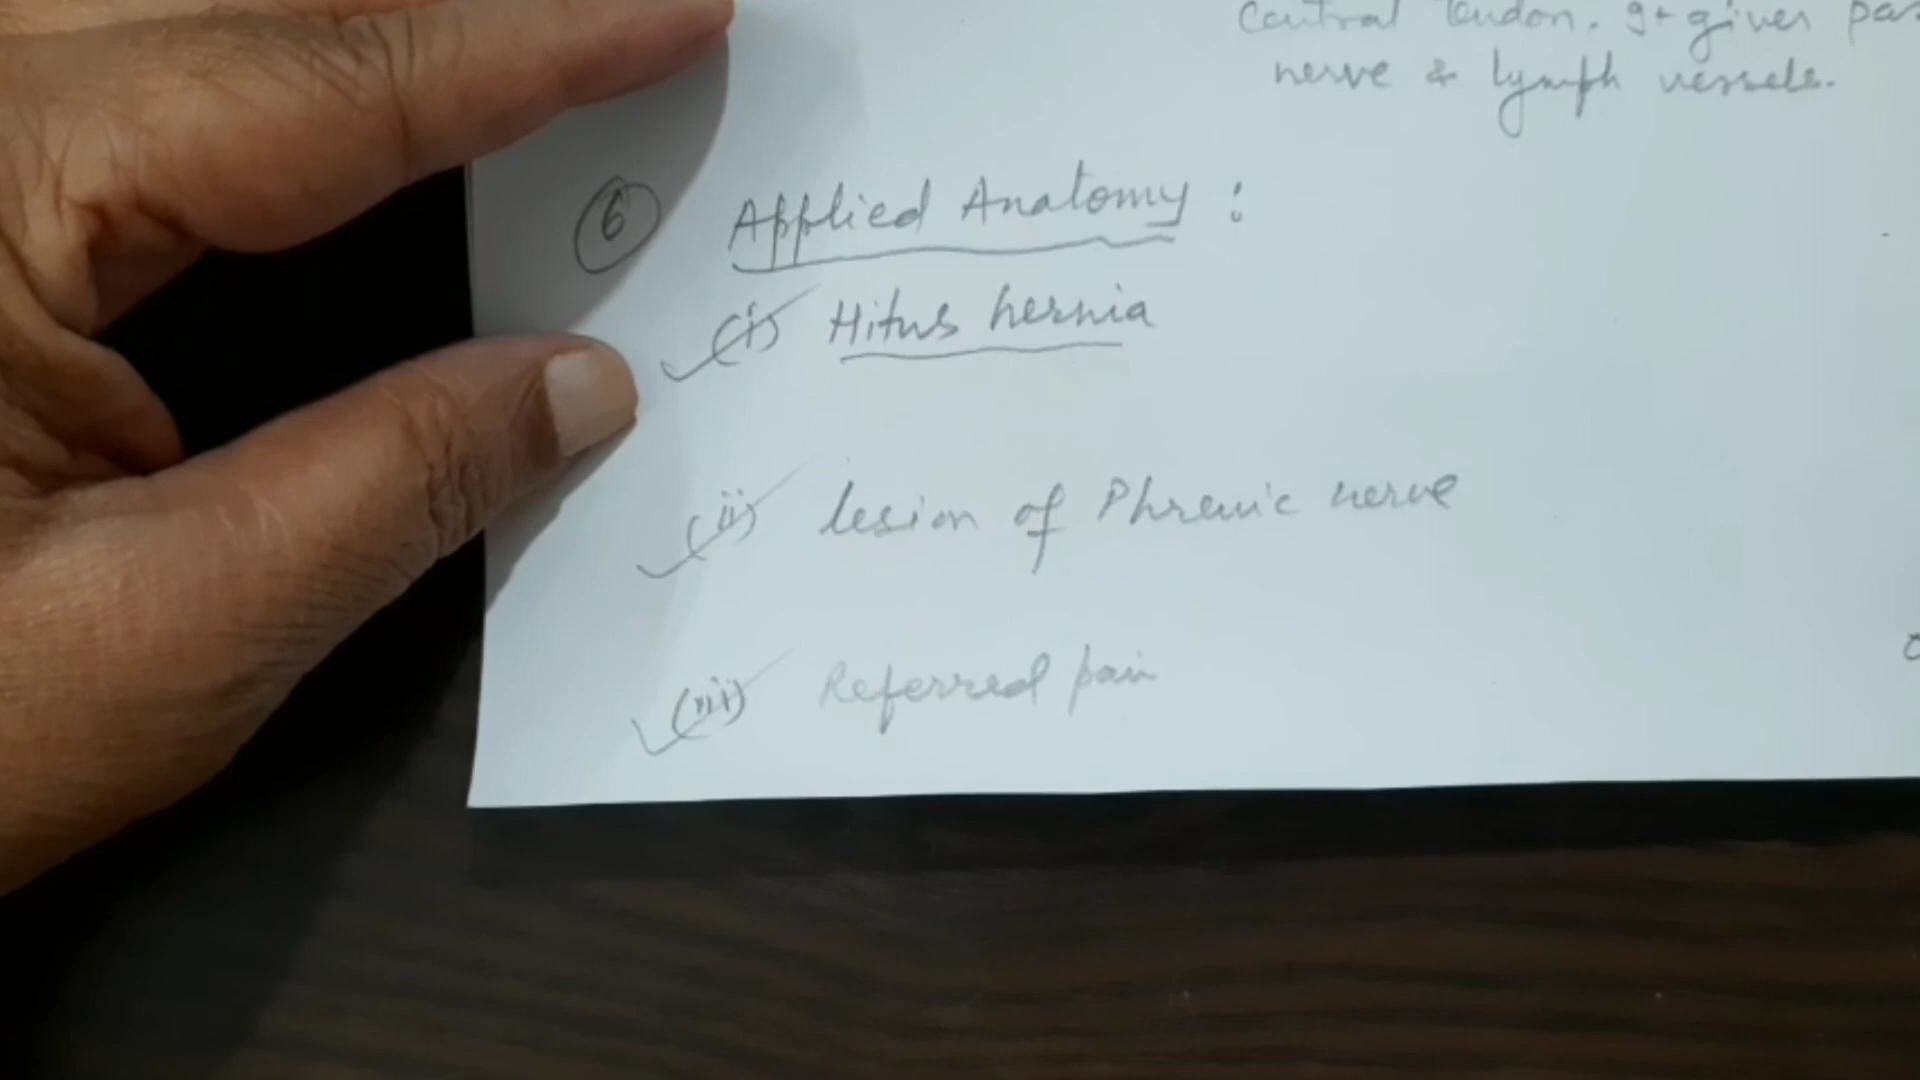 Central Tendon. It gives pas
nerve & lymph vessels.
6 Applied Anatomy :
(i) Hitus hernia
(ii) lesion of Phrenic nerve
(iii) Referred pain